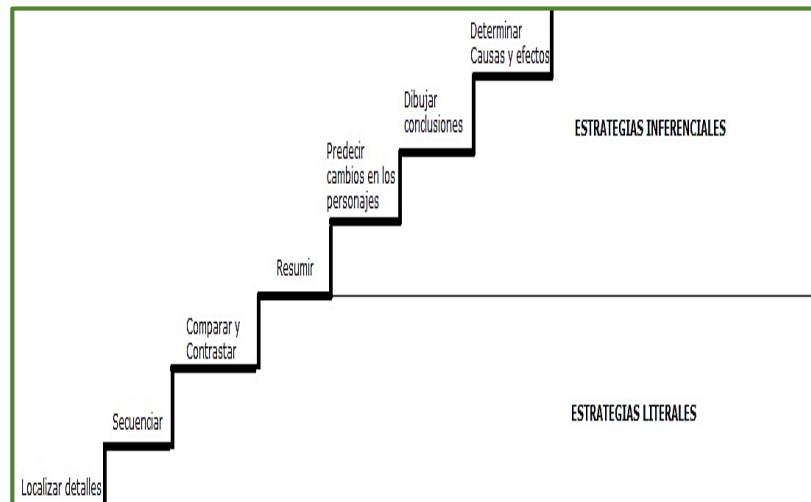 Determinar
Causas y efectos
Dibujar
conclusiones
ESTRATEGIAS INFERENCIALES
Predecir
cambios en los
personajes
Resumir
Comparar y
Contrastar
ESTRATEGIAS LITERALES
Secuenciar
Localizar detalles